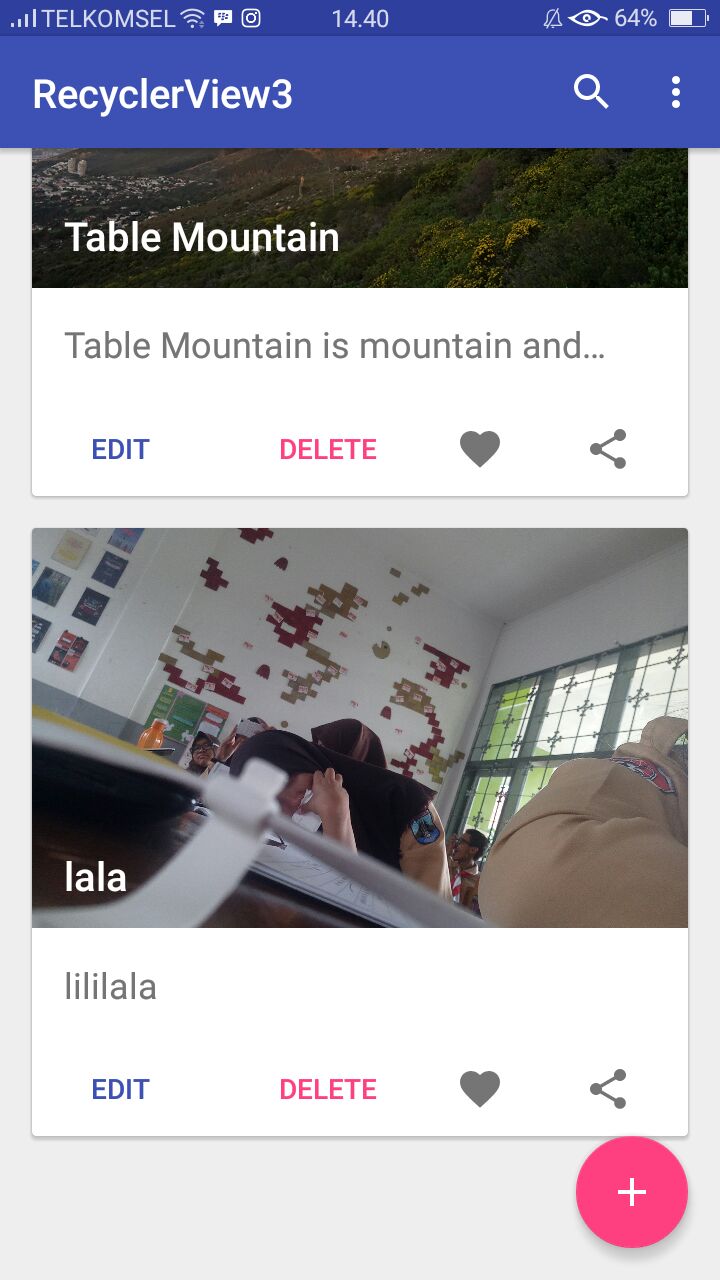 TELKOMSEL 14.40 64%
RecyclerView3
Table Mountain
Table Mountain is mountain and...
EDIT DELETE
lala
lililala
EDIT DELETE